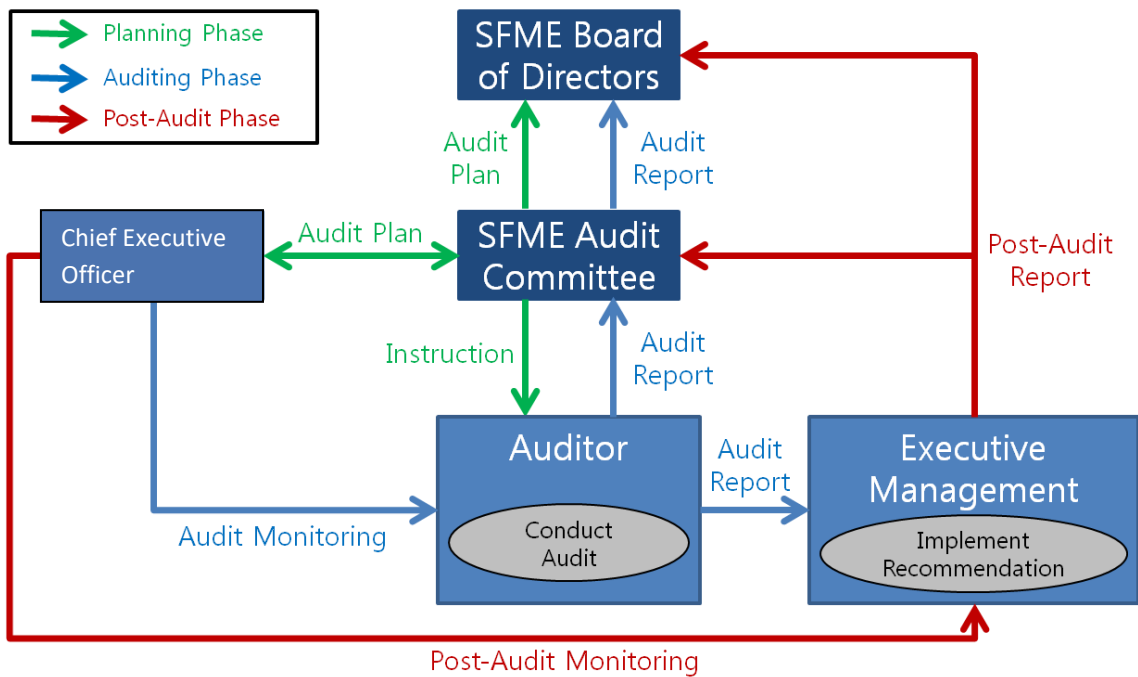 Planning Phase
Auditing Phase
Post-Audit Phase
SFME Board
of Directors
Audit
Plan
Audit
Report
Chief Executive
Officer
Audit Plan
SFME Audit
Committee
Post-Audit
Report
Instruction
Audit
Report
Auditor
Conduct
Audit
Audit
Report
Executive
Management
Implement
Recommendation
Audit Monitoring
Post-Audit Monitoring